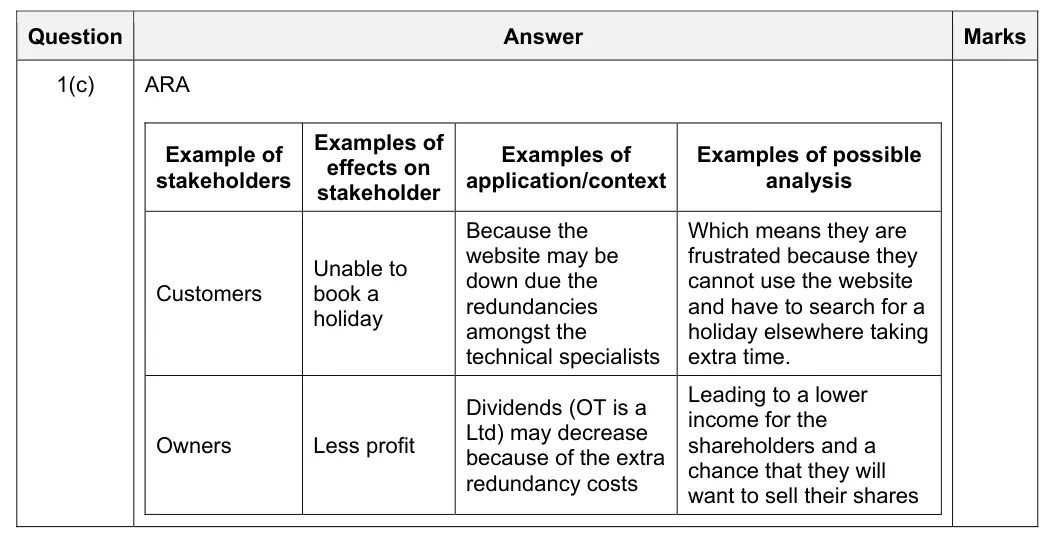 Question Answer Marks
1(c) ARA
Example of stakeholders
Examples of effects on stakeholder
Examples of application/context
Examples of possible analysis
Customers
Unable to
book a
holiday
Because the
website may be
down due the
redundancies
amongst the
technical specialists
Which means they are
frustrated because they
cannot use the website
and have to search for a
holiday elsewhere taking
extra time.
Owners
Less profit
Dividends (OT is a
Ltd) may decrease
because of the extra
redundancy costs
Leading to a lower
income for the
shareholders and a
chance that they will
want to sell their shares